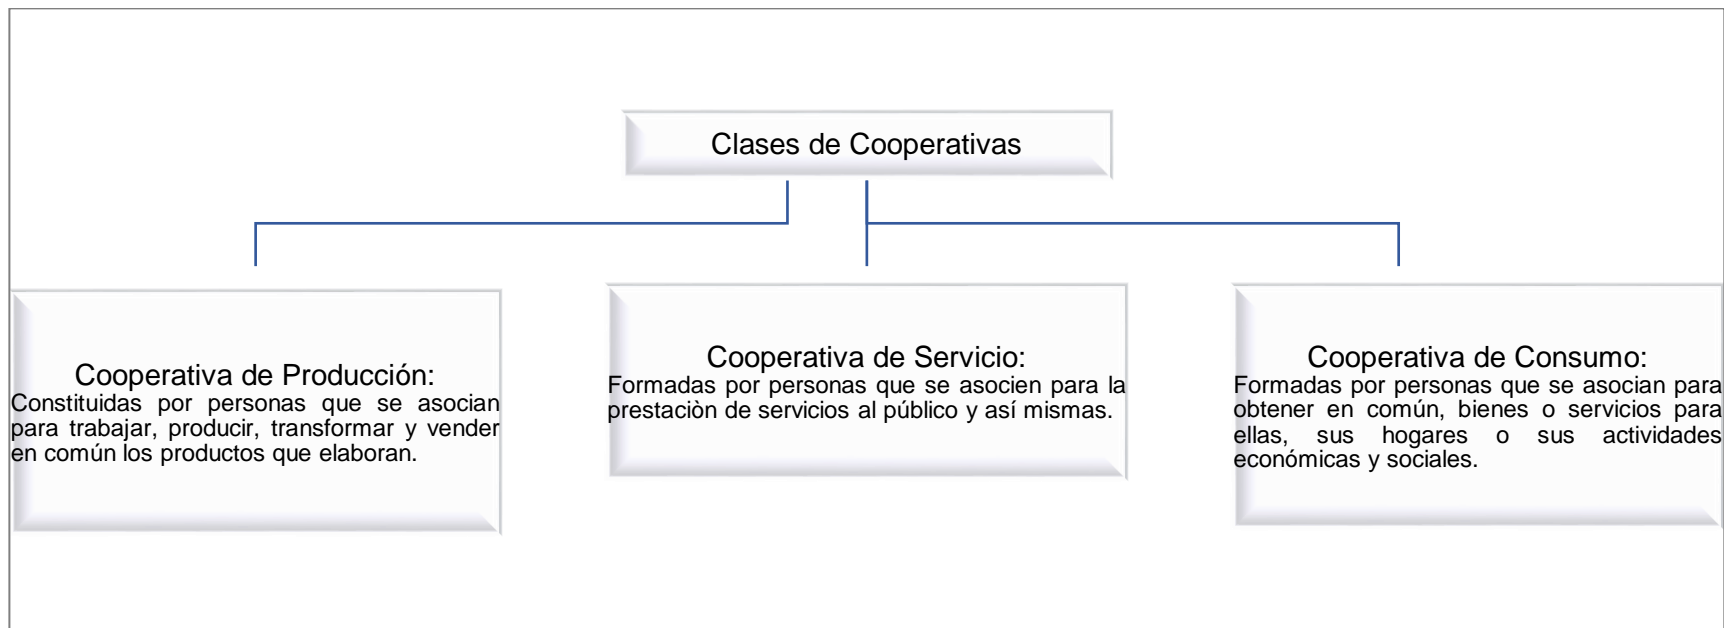 Clases de Cooperativas
Cooperativa de Producción:
Constituidas por personas que se asocian
para trabajar, producir, transformar y vender
en común los productos que elaboran.
Cooperativa de Servicio:
Formadas por personas que se asocien para la
prestaciòn de servicios al público y así mismas.
Cooperativa de Consumo:
Formadas por personas que se asocian para
obtener en común, bienes o servicios para
ellas, sus hogares o sus actividades
económicas y sociales.